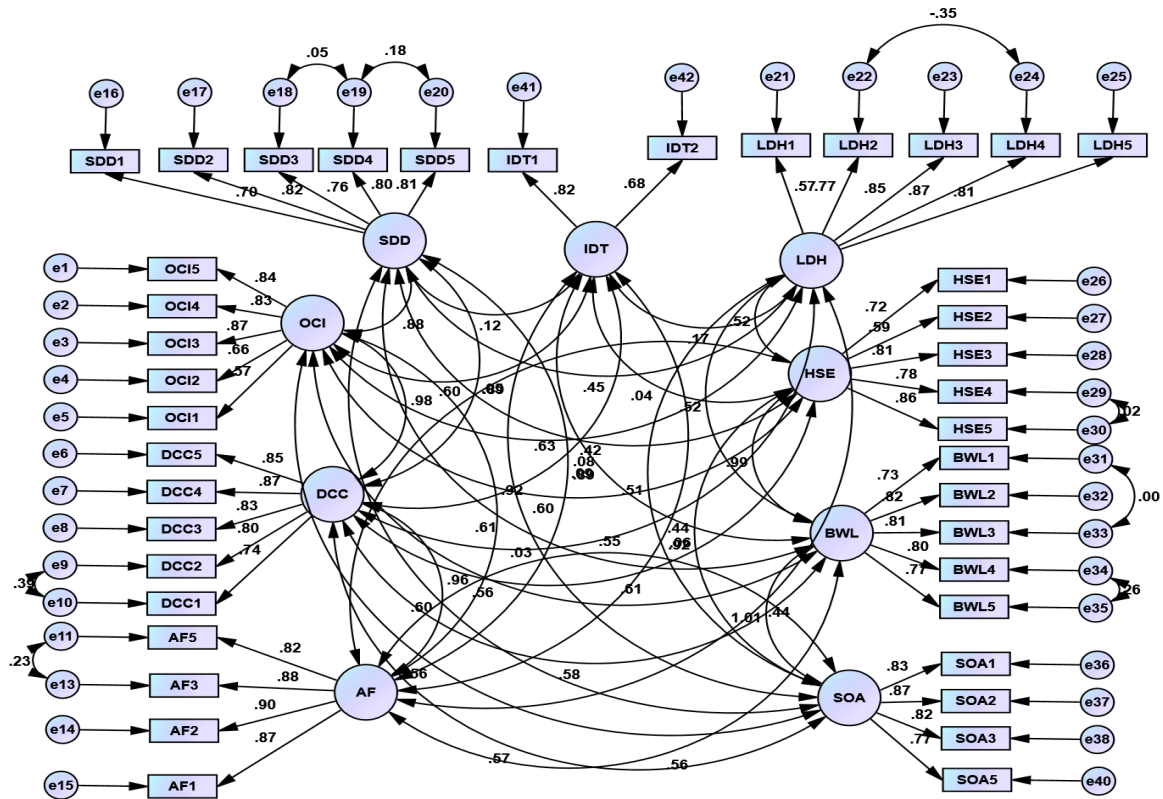 -.35
.05 .18
e16 e17 e18 e19 e20 e41 e42 e21 e22 e23 e24 e25
SDD1 SDD2 SDD3 SDD4 SDD5 IDT1 IDT2 LDH1 LDH2 LDH3 LDH4 LDH5
.70 .82 .76 .80 .81 .82 .68 .57 .77 .85 .87 .81
SDD IDT LDH
e1 OCI5 .84
e2 OCI4 .83
e3 OCI3 .87
e4 OCI2 .66
e5 OCI1 .57
OCI
HSE1 e26 .72
HSE2 e27 .59
HSE3 e28 .81
HSE4 e29 .78
HSE5 e30 .86
HSE
.88 .12 .52 .17
.98 .60 .45 .04 .52
.63 .42
.08
.92 .51 .99
.60
.61 .44
.55
.03
.96 .56 .61
.60 1.01 .44
.56 .58
.57 .56
e6 DCC5 .85
e7 DCC4 .87
e8 DCC3 .83
e9 DCC2 .80
e10 DCC1 .74
.39
DCC
BWL1 e31 .73
BWL2 e32 .82
BWL3 e33 .81
BWL4 e34 .80
BWL5 e35 .77
.00
BWL
e11 AF5 .82
.23
e13 AF3 .88
e14 AF2 .90
e15 AF1 .87
AF
SOA1 e36 .83
SOA2 e37 .87
SOA3 e38 .82
SOA5 e40 .77
SOA